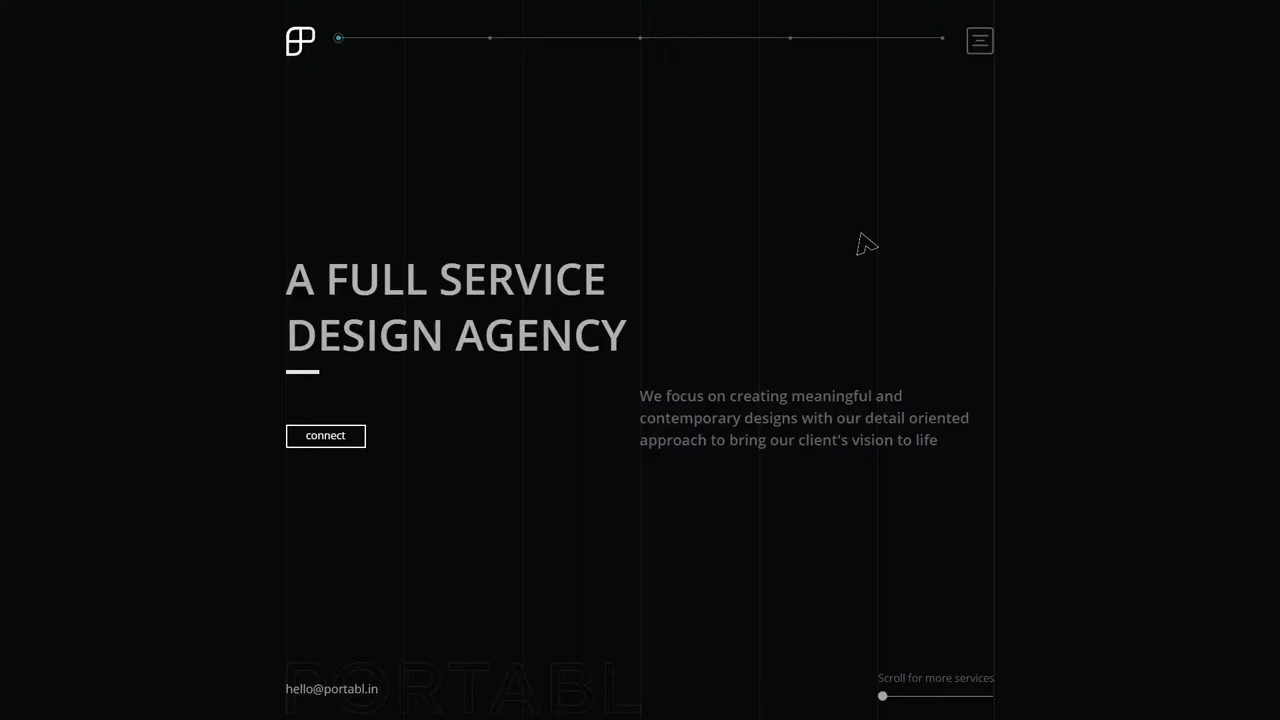 A FULL SERVICE
DESIGN AGENCY
We focus on creating meaningful and
contemporary designs with our detail oriented
approach to bring our client's vision to life
connect
PORTABL
hello@portabl.in
Scroll for more services